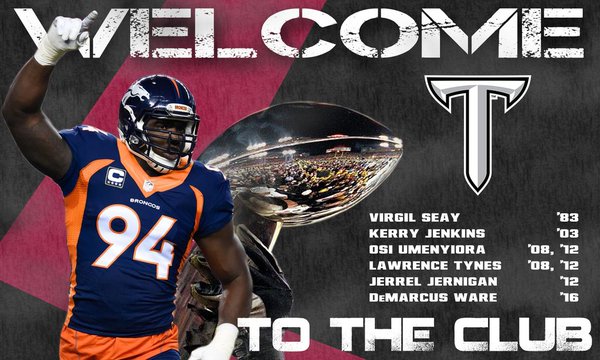 WELCOME
T
VIRGIL SEAY '83
KERRY JENKINS '03
OSI UMENYIORA '08, '12
LAWRENCE TYNES '08, '12
JERREL JERNIGAN '12
DEMARCUS WARE '16
BRONCOS
94
C
TO THE CLUB